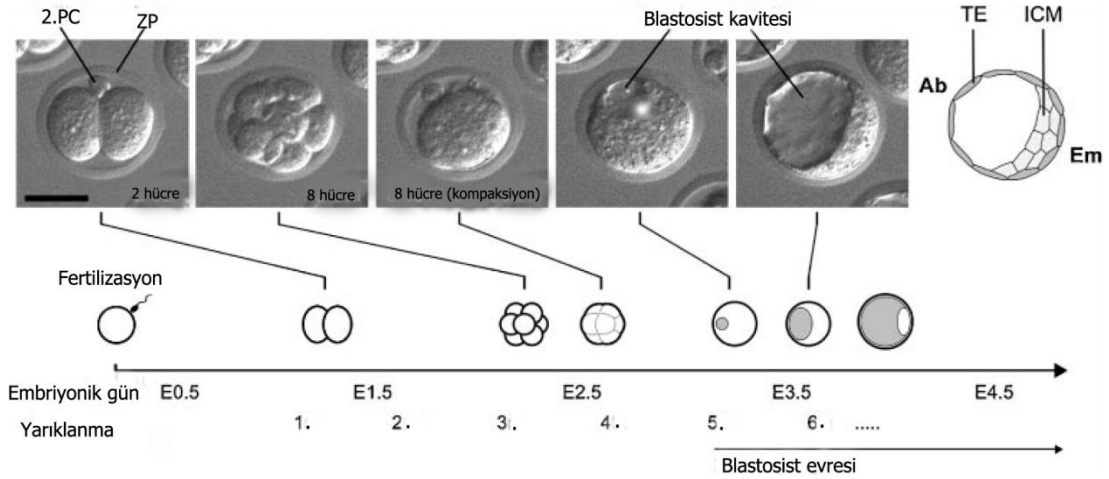 2.PC
ZP
Blastosist kavitesi
TE
ICM
Ab
Em
2 hücre
8 hücre
8 hücre (kompaksiyon)
Fertilizasyon
Embriyonik gün
E0.5
E1.5
E2.5
E3.5
E4.5
Yarıklanma
1.
2.
3.
4.
5.
6.
.....
Blastosist evresi